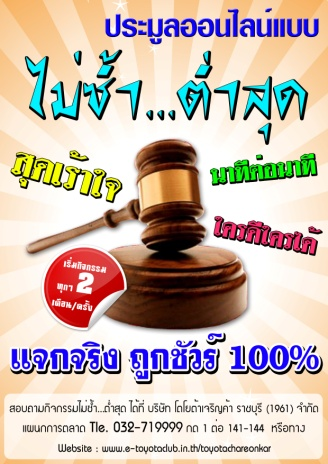 ประมูลออนไลน์แบบ
ไม่ซ้ำ...ต่ำสุด
สุดเร้าใจ
นาทีต่อนาที
ใครดีใครได้
เริ่มกิจกรรม
ทุกๆ
2
เดือน/ครั้ง
แจกจริง ถูกชัวร์ 100%
สอบถามกิจกรรมไม่ซ้ำ...ต่ำสุด ได้ที่ บริษัท โตโยต้าเจริญค้า ราชบุรี (1961) จำกัด
แผนกการตลาด Tle. 032-719999 กด 1 ต่อ 141-144 หรือทาง
Website : www.e-toyotaclub.in.th/toyotachareonkar